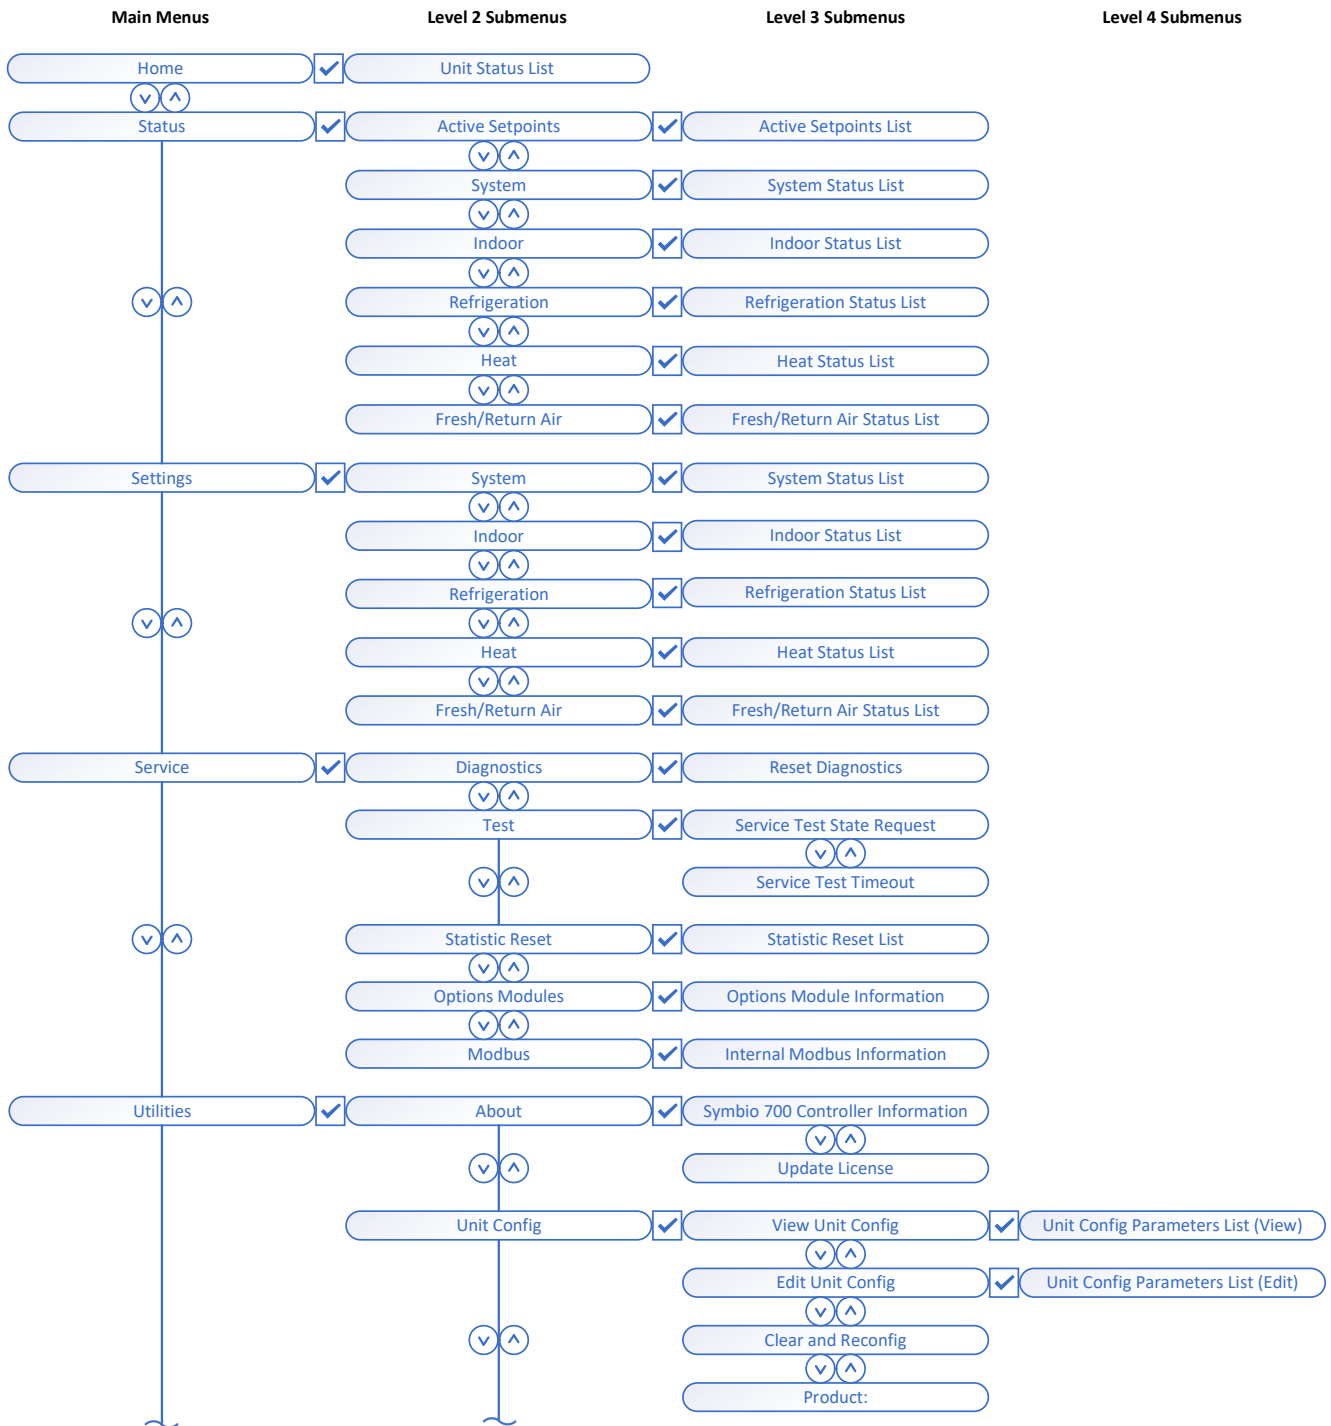 Main Menus
Level 2 Submenus
Level 3 Submenus
Level 4 Submenus
Home
Unit Status List
Status
Active Setpoints
Active Setpoints List
System
System Status List
Indoor
Indoor Status List
Refrigeration
Refrigeration Status List
Heat
Heat Status List
Fresh/Return Air
Fresh/Return Air Status List
Settings
System
System Status List
Indoor
Indoor Status List
Refrigeration
Refrigeration Status List
Heat
Heat Status List
Fresh/Return Air
Fresh/Return Air Status List
Service
Diagnostics
Reset Diagnostics
Test
Service Test State Request
Service Test Timeout
Statistic Reset
Statistic Reset List
Options Modules
Options Module Information
Modbus
Internal Modbus Information
Utilities
About
Symbio 700 Controller Information
Update License
Unit Config
View Unit Config
Unit Config Parameters List (View)
Edit Unit Config
Unit Config Parameters List (Edit)
Clear and Reconfig
Product: